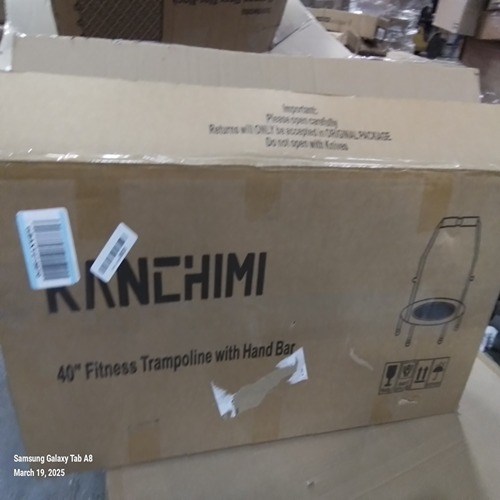 Important:
Please open carefully
Returns will ONLY be accepted in ORIGINAL PACKAGE
Do not open with Knives
KANCHIMI
40" Fitness Trampoline with Hand Bar
Samsung Galaxy Tab A8
March 19, 2025